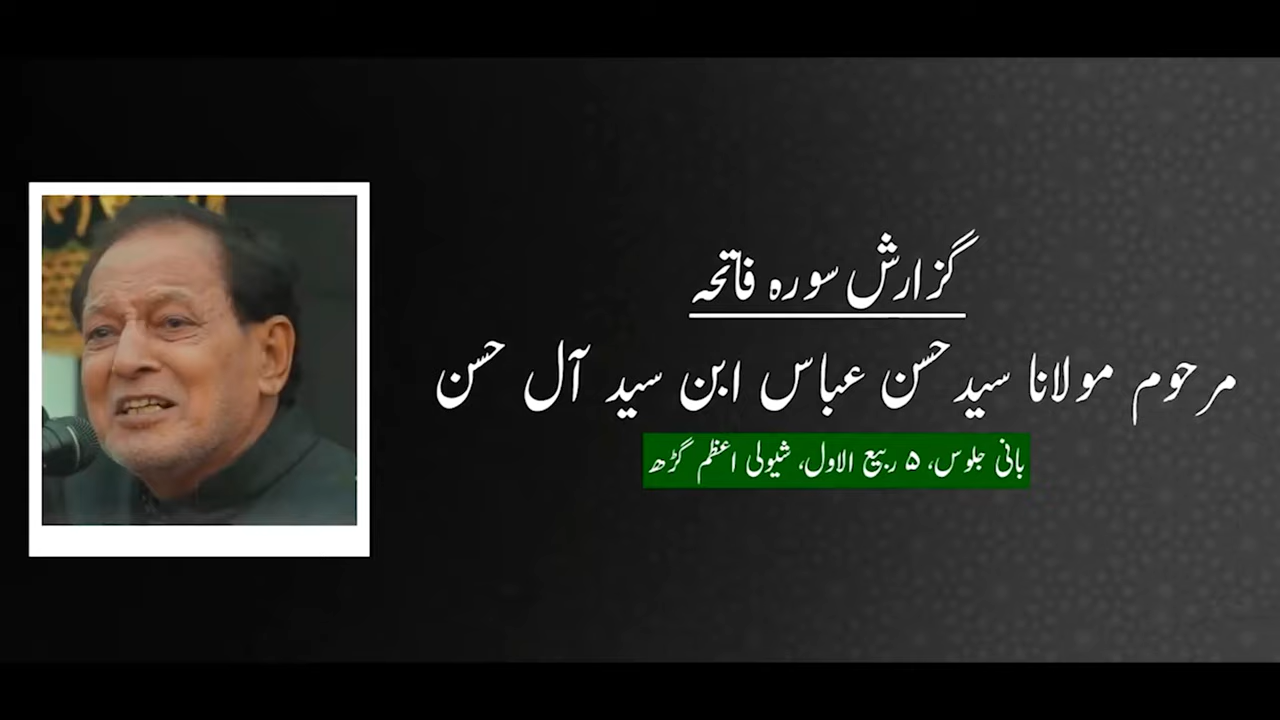 گزارش سورہ فاتحہ
مرحوم مولانا سید حسن عباس ابن سید آل حسن
بانی جلوس، ۵ ربیع الاول، شیولی اعظم گڑھ